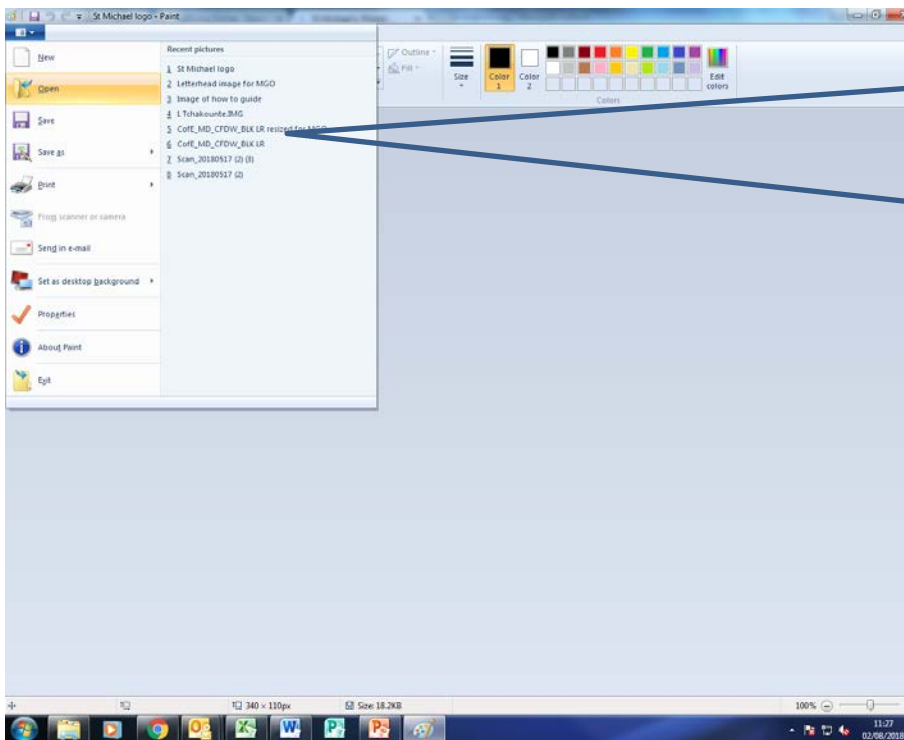 St Michael logo - Paint
New
Open
Save
Save as
Print
From scanner or camera
Send in e-mail
Set as desktop background
Properties
About Paint
Exit
Recent pictures
1 St Michael logo
2 Letterhead image for MGO
3 Image of how to guide
4 L Tchakounte.IMG
5 CofE_MD_CFDW_BLK LR resized for MGO
6 CofE_MD_CFDW_BLK LR
7 Scan_20180517 (2) (3)
8 Scan_20180517 (2)
Outline
Fill
Size
Color 1
Color 2
Edit colors
Colors
340 × 110px
Size: 18.2KB
100%
11:27
02/08/2018